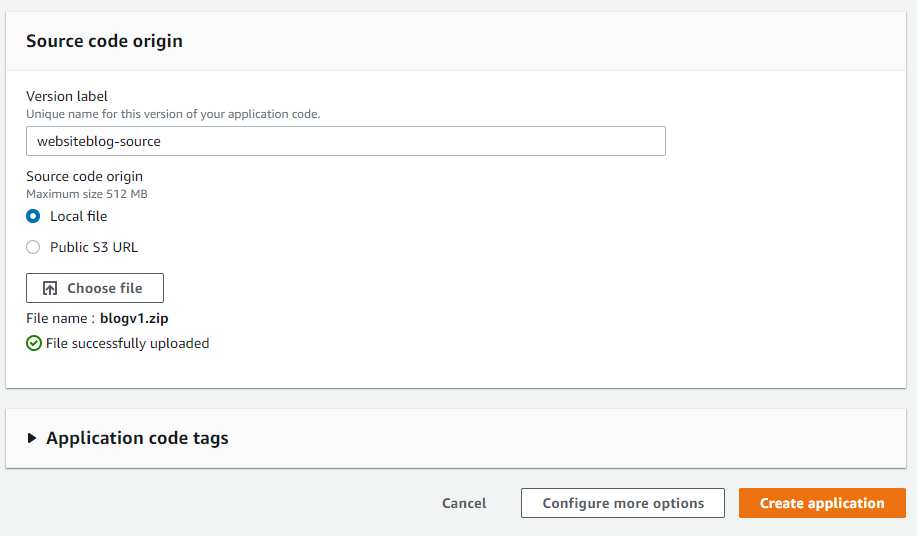 Source code origin
Version label
Unique name for this version of your application code.
websiteblog-source
Source code origin
Maximum size 512 MB
Local file
Public S3 URL
Choose file
File name : blogv1.zip
File successfully uploaded
Application code tags
Cancel Configure more options Create application